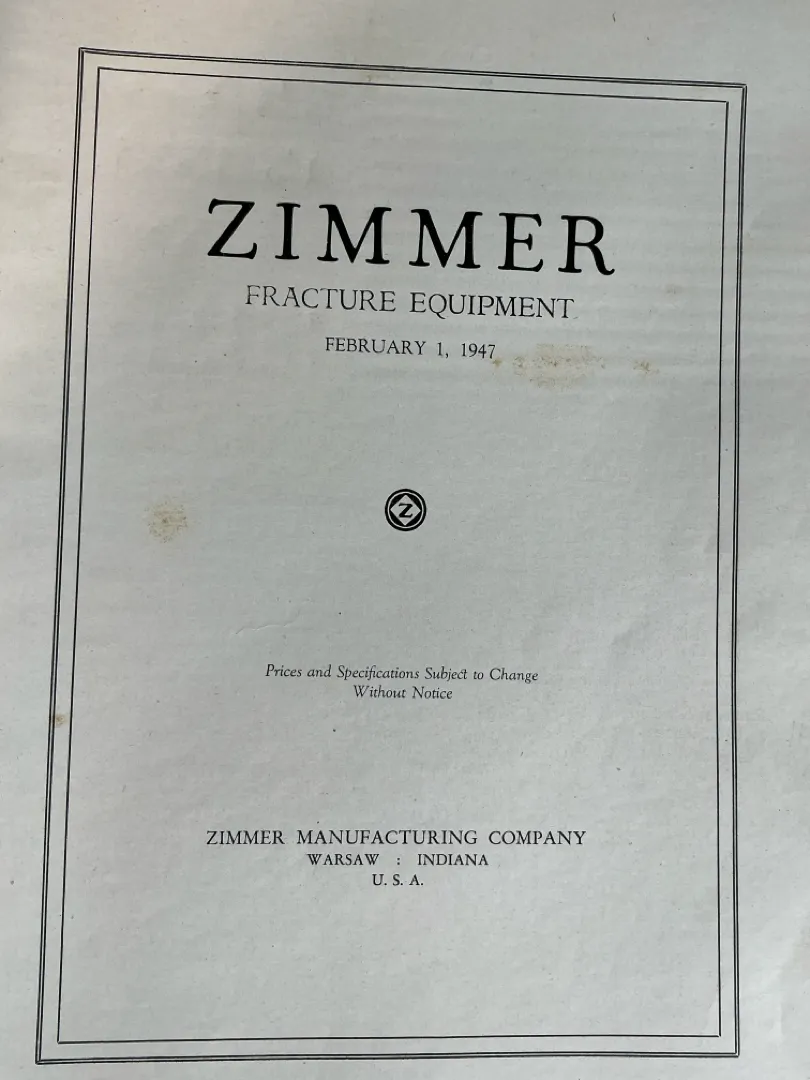 ZIMMER
FRACTURE EQUIPMENT
FEBRUARY 1, 1947
Z
Prices and Specifications Subject to Change
Without Notice
ZIMMER MANUFACTURING COMPANY
WARSAW : INDIANA
U. S. A.